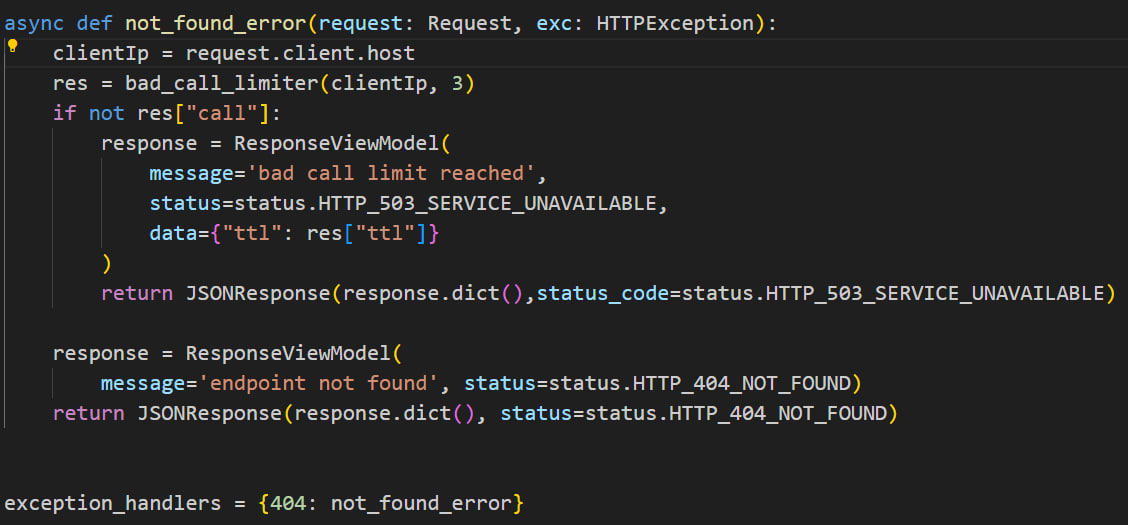 async def not_found_error(request: Request, exc: HTTPException):
    clientIp = request.client.host
    res = bad_call_limiter(clientIp, 3)
    if not res["call"]:
        response = ResponseViewModel(
            message='bad call limit reached',
            status=status.HTTP_503_SERVICE_UNAVAILABLE,
            data={"ttl": res["ttl"]}
        )
        return JSONResponse(response.dict(),status_code=status.HTTP_503_SERVICE_UNAVAILABLE)
    response = ResponseViewModel(
        message='endpoint not found', status=status.HTTP_404_NOT_FOUND)
    return JSONResponse(response.dict(), status=status.HTTP_404_NOT_FOUND)
exception_handlers = {404: not_found_error}